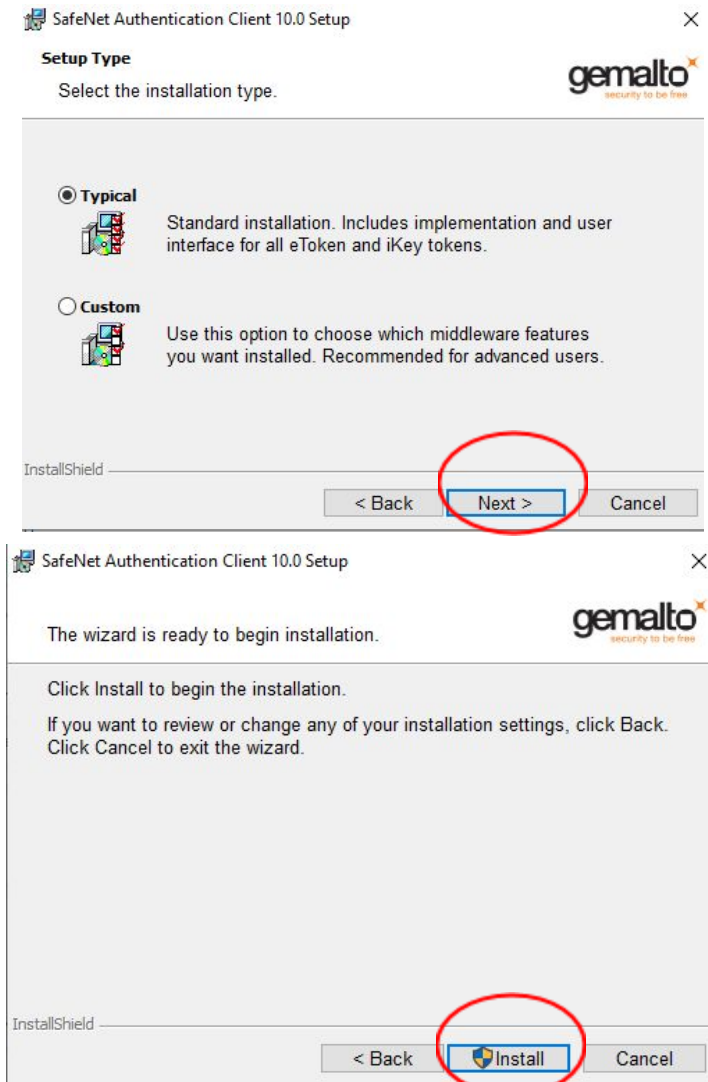 SafeNet Authentication Client 10.0 Setup
Setup Type
Select the installation type.
gemalto
security to be free
Typical
Standard installation. Includes implementation and user
interface for all eToken and iKey tokens.
Custom
Use this option to choose which middleware features
you want installed. Recommended for advanced users.
InstallShield
< Back Next > Cancel
SafeNet Authentication Client 10.0 Setup
gemalto
security to be free
The wizard is ready to begin installation.
Click Install to begin the installation.
If you want to review or change any of your installation settings, click Back.
Click Cancel to exit the wizard.
InstallShield
< Back Install Cancel